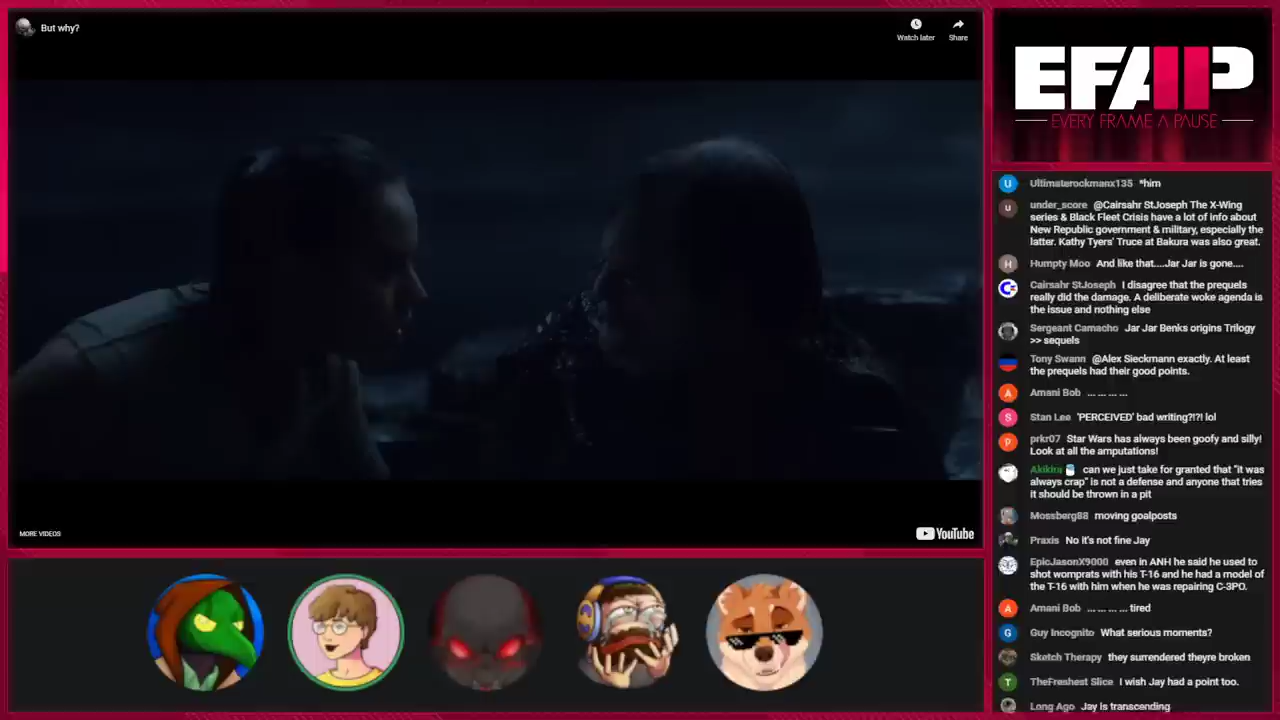 But why?
Watch later
Share
MORE VIDEOS
YouTube
EFAP
EVERY FRAME A PAUSE
Ultimaterockmanx135 *him
under_score @Cairsahr StJoseph The X-Wing
series & Black Fleet Crisis have a lot of info about
New Republic government & military, especially the
latter. Kathy Tyers' Truce at Bakura was also great.
Humpty Moo And like that....Jar Jar is gone....
Cairsahr StJoseph I disagree that the prequels
really did the damage. A deliberate woke agenda is
the issue and nothing else
Sergeant Camacho Jar Jar Benks origins Trilogy
>> sequels
Tony Swann @Alex Sieckmann exactly. At least
the prequels had their good points.
Amani Bob ... ... ... ...
Stan Lee 'PERCEIVED' bad writing?!?! lol
prkr07 Star Wars has always been goofy and silly!
Look at all the amputations!
Akikira can we just take for granted that "it was
always crap" is not a defense and anyone that tries
it should be thrown in a pit
Mossberg88 moving goalposts
Praxis No it's not fine Jay
EpicJasonX9000 even in ANH he said he used to
shot womprats with his T-16 and he had a model of
the T-16 with him when he was repairing C-3PO.
Amani Bob ... ... ... ... tired
Guy Incognito What serious moments?
Sketch Therapy they surrendered theyre broken
TheFreshest Slice I wish Jay had a point too.
Long Ago Jay is transcending